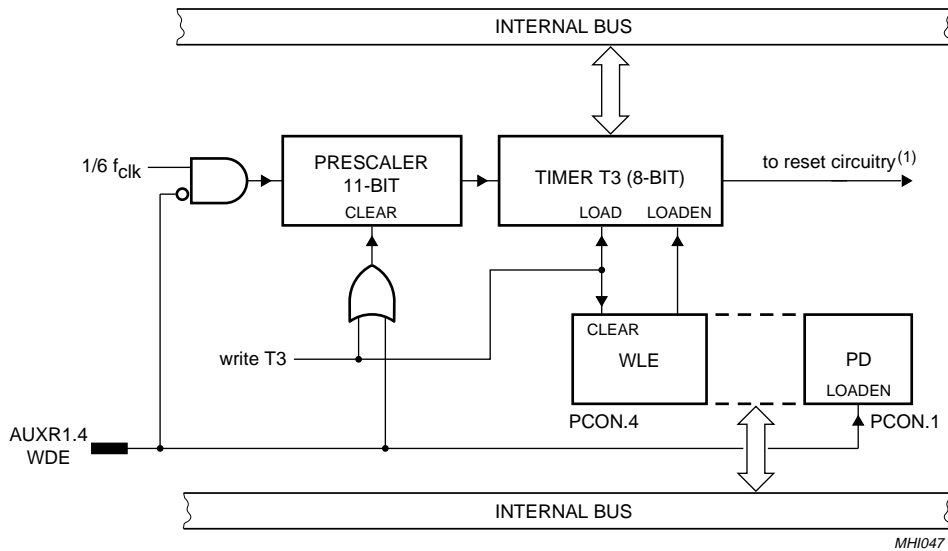 INTERNAL BUS
1/6 fclk
PRESCALER
11-BIT
CLEAR
TIMER T3 (8-BIT)
LOAD LOADEN
to reset circuitry(1)
write T3
CLEAR
WLE
PCON.4
PD
LOADEN
PCON.1
AUXR1.4
WDE
INTERNAL BUS
MHI047